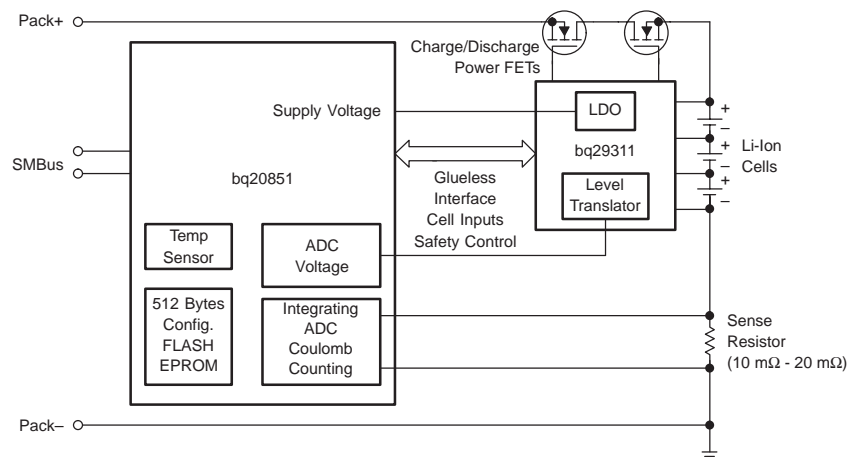 Pack+
Charge/Discharge
Power FETs
Supply Voltage
LDO
bq29311
+
–
+
–
+
–
Li-Ion
Cells
SMBus
bq20851
Glueless
Interface
Cell Inputs
Safety Control
Level
Translator
Temp
Sensor
ADC
Voltage
512 Bytes
Config.
FLASH
EPROM
Integrating
ADC
Coulomb
Counting
Sense
Resistor
(10 mΩ - 20 mΩ)
Pack–